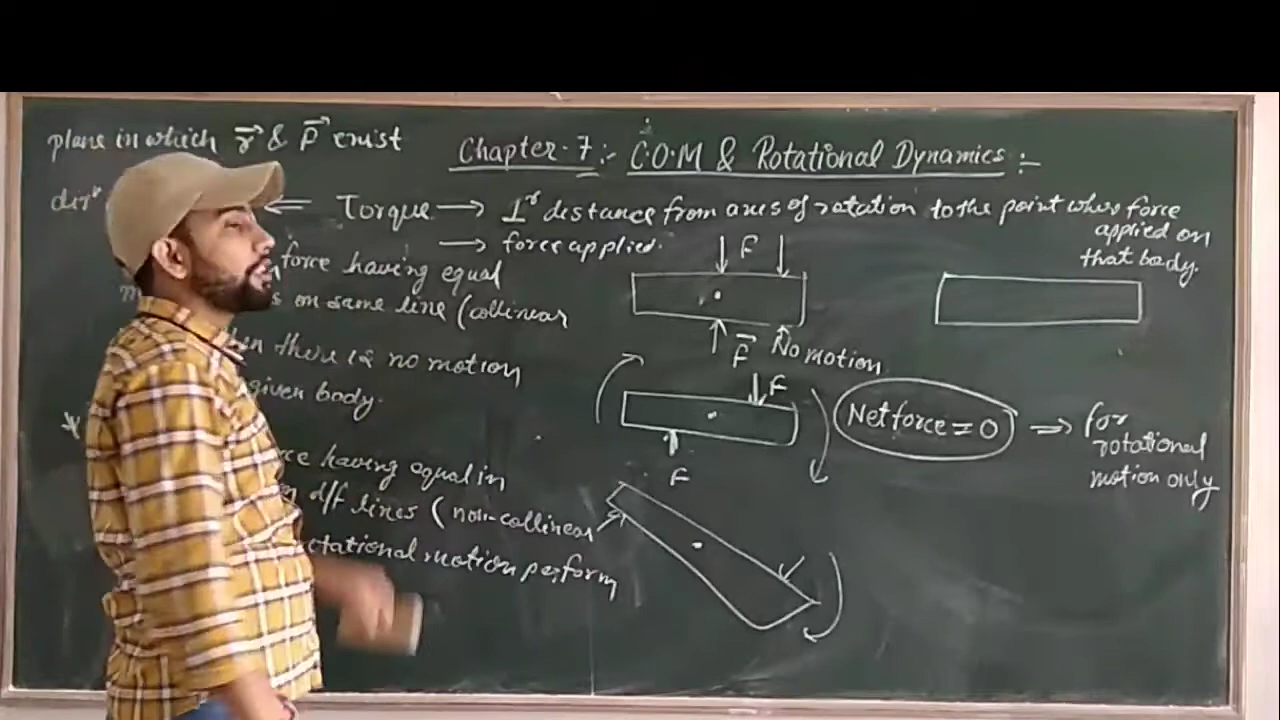 plane in which r⃗ & P⃗ exist
Chapter-7:- C.O.M & Rotational Dynamics:-
dirⁿ ⇐ Torque → ⊥ʳ distance from axis of rotation to the point where force
applied on
that body.
→ force applied.
force having equal
on same line (collinear
there is no motion
given body.
F
F⃗
No motion
F
F
Net force = 0 ⇒ for
rotational
motion only
*
having equal in
d/f lines (non-collinear
rotational motion perform